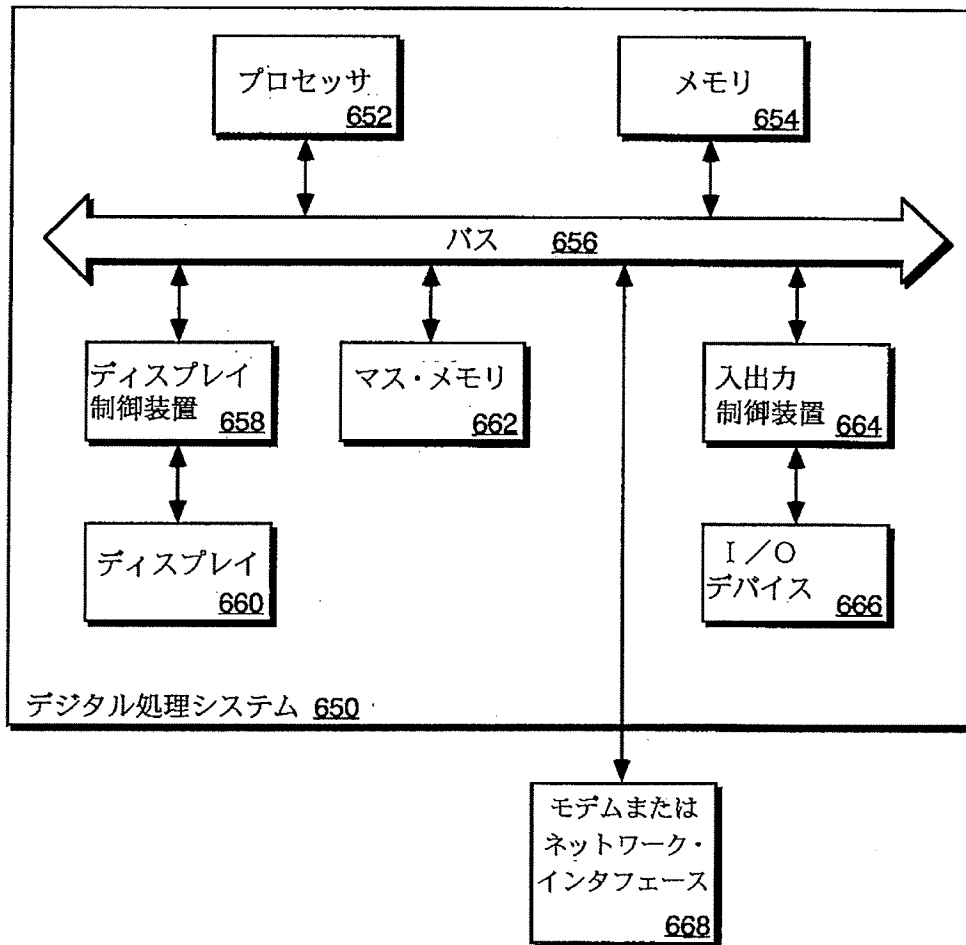 プロセッサ
652
メモリ
654
バス 656
ディスプレイ
制御装置
658
マス・メモリ
662
入出力
制御装置
664
ディスプレイ
660
I/O
デバイス
666
デジタル処理システム 650
モデムまたは
ネットワーク・
インタフェース
668